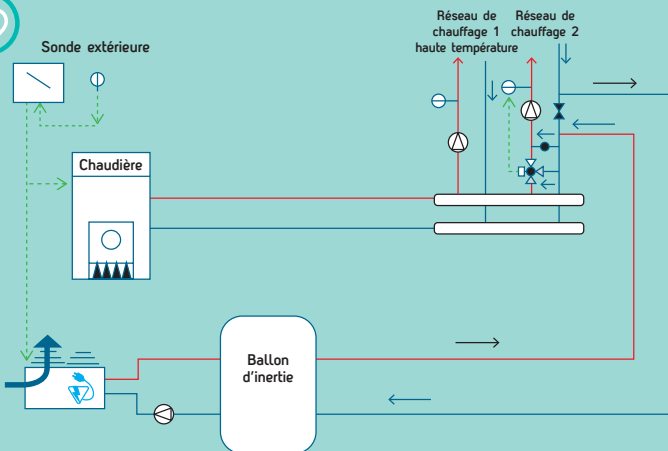 Sonde extérieure
Réseau de
chauffage 1
haute température
Réseau de
chauffage 2
Chaudière
Ballon
d'inertie